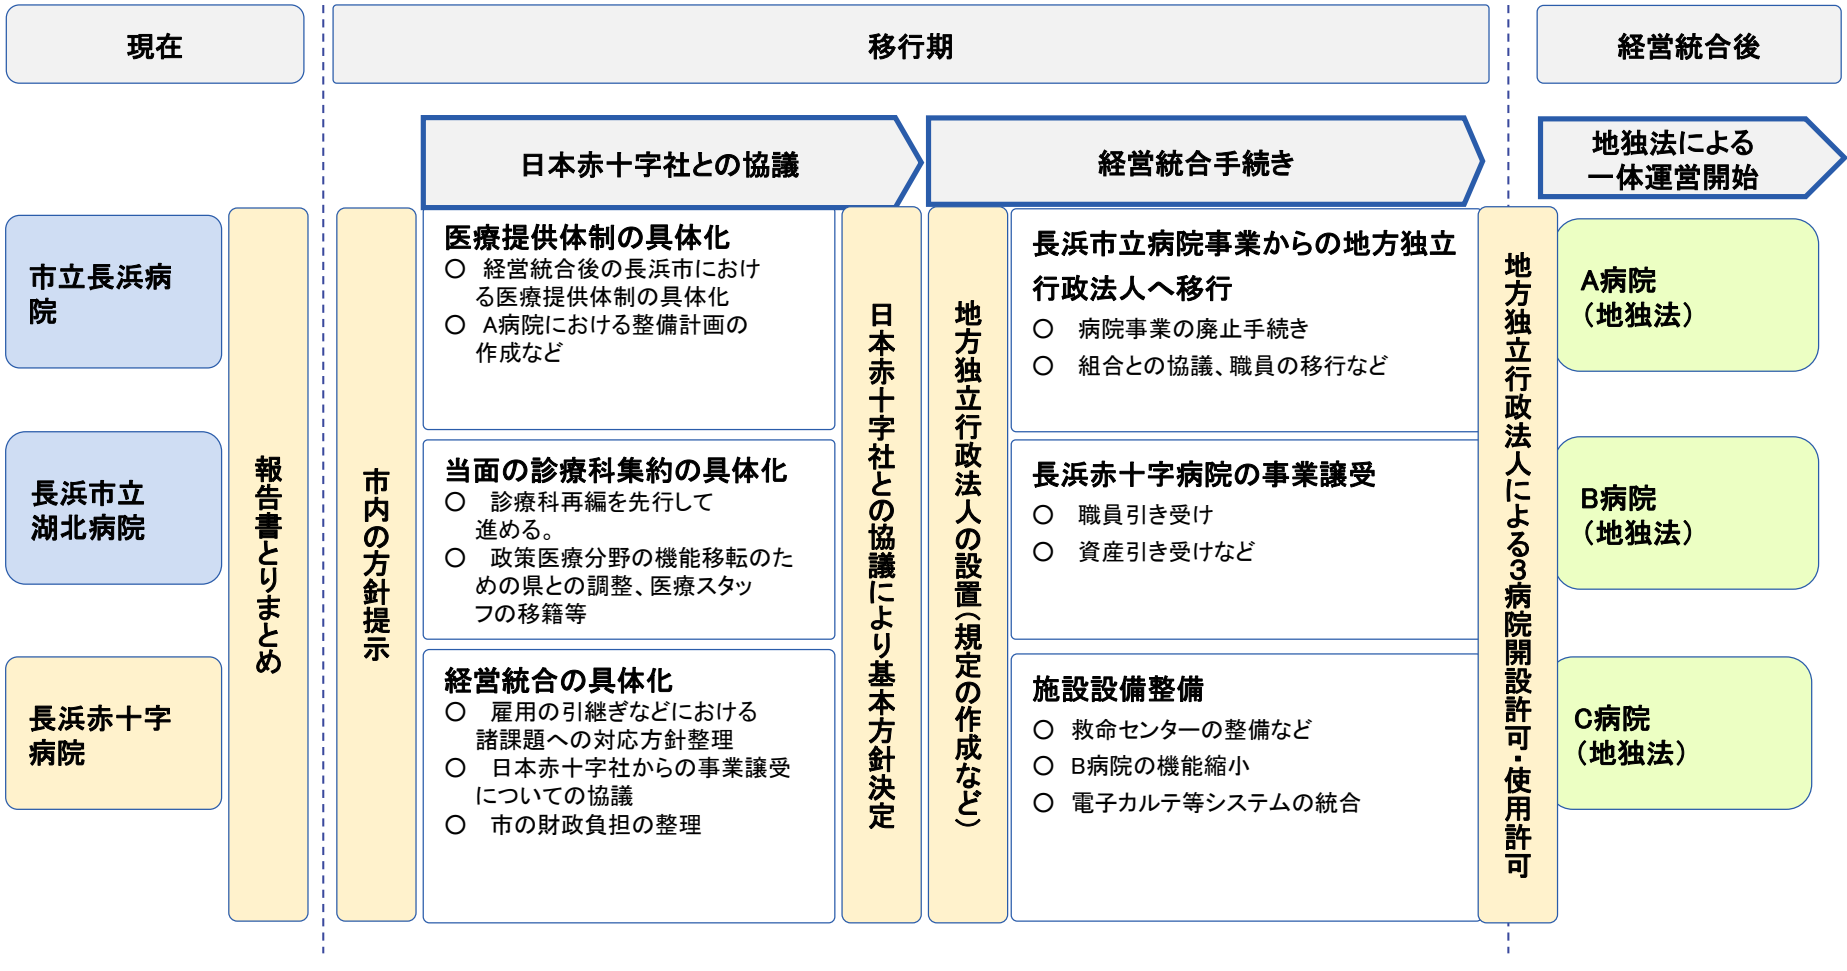 現在
移行期
経営統合後
日本赤十字社との協議
経営統合手続き
地独法による
一体運営開始
市立長浜病
院
長浜市立
湖北病院
長浜赤十字
病院
報告書とりまとめ
市内の方針提示
医療提供体制の具体化
〇 経営統合後の長浜市におけ
る医療提供体制の具体化
〇 A病院における整備計画の
作成など
当面の診療科集約の具体化
〇 診療科再編を先行して
進める。
〇 政策医療分野の機能移転のた
めの県との調整、医療スタッ
フの移籍等
経営統合の具体化
〇 雇用の引継ぎなどにおける
諸課題への対応方針整理
〇 日本赤十字社からの事業譲受
についての協議
〇 市の財政負担の整理
日本赤十字社との協議により基本方針決定
地方独立行政法人の設置(規定の作成など)
長浜市立病院事業からの地方独立
行政法人へ移行
〇 病院事業の廃止手続き
〇 組合との協議、職員の移行など
長浜赤十字病院の事業譲受
〇 職員引き受け
〇 資産引き受けなど
施設設備整備
〇 救命センターの整備など
〇 B病院の機能縮小
〇 電子カルテ等システムの統合
地方独立行政法人による3病院開設許可・使用許可
A病院
(地独法)
B病院
(地独法)
C病院
(地独法)